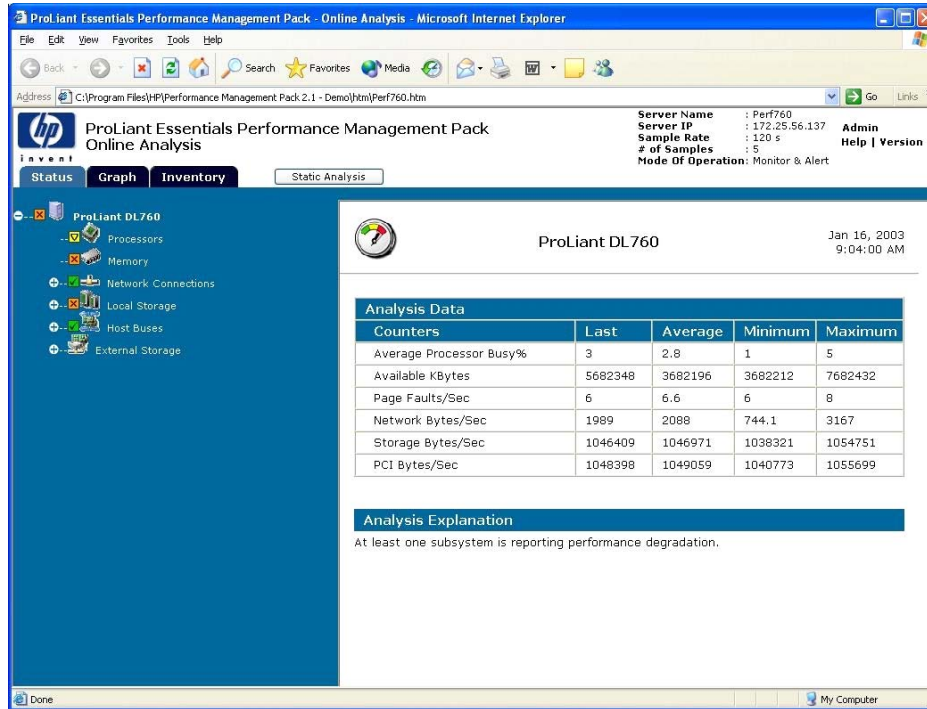 ProLiant Essentials Performance Management Pack - Online Analysis - Microsoft Internet Explorer
File Edit View Favorites Tools Help
Back Search Favorites Media
Address C:\Program Files\HP\Performance Management Pack 2.1 - Demo\htm\Perf760.htm Go Links
hp
invent
ProLiant Essentials Performance Management Pack
Online Analysis
Server Name : Perf760
Server IP : 172.25.56.137
Sample Rate : 120 s
# of Samples : 5
Mode Of Operation: Monitor & Alert
Admin
Help | Version
Status Graph Inventory Static Analysis
ProLiant DL760
Processors
Memory
Network Connections
Local Storage
Host Buses
External Storage
ProLiant DL760
Jan 16, 2003
9:04:00 AM
Analysis Data
Counters Last Average Minimum Maximum
Average Processor Busy% 3 2.8 1 5
Available KBytes 5682348 3682196 3682212 7682432
Page Faults/Sec 6 6.6 6 8
Network Bytes/Sec 1989 2088 744.1 3167
Storage Bytes/Sec 1046409 1046971 1038321 1054751
PCI Bytes/Sec 1048398 1049059 1040773 1055699
Analysis Explanation
At least one subsystem is reporting performance degradation.
Done My Computer